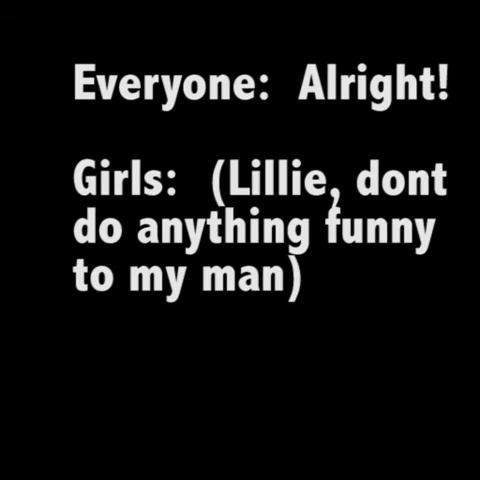 Everyone:  Alright!
Girls:  (Lillie, dont
do anything funny
to my man)